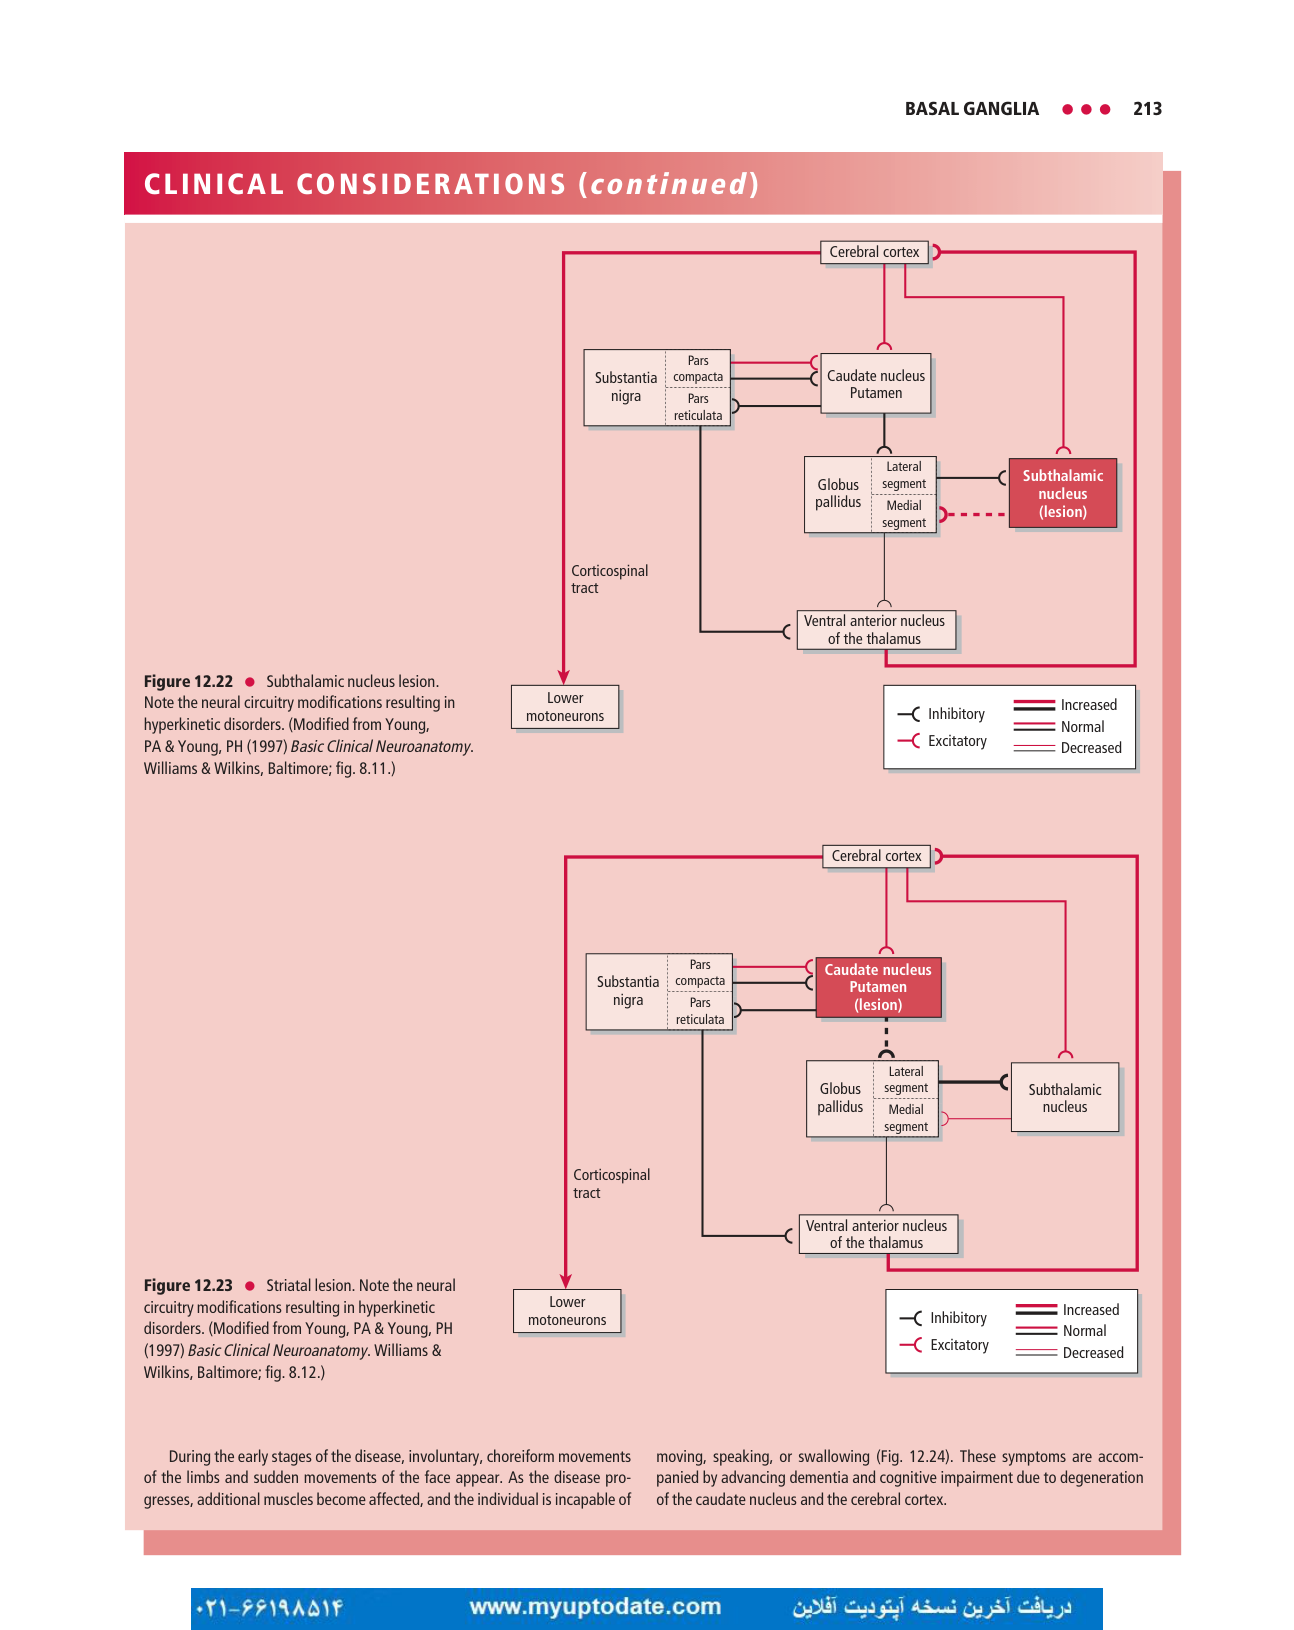 BASAL GANGLIA ● ● ● 213
CLINICAL CONSIDERATIONS (continued)
Cerebral cortex
Substantia
nigra
Pars
compacta
Pars
reticulata
Caudate nucleus
Putamen
Globus
pallidus
Lateral
segment
Medial
segment
Subthalamic
nucleus
(lesion)
Corticospinal
tract
Ventral anterior nucleus
of the thalamus
Lower
motoneurons
Inhibitory
Excitatory
Increased
Normal
Decreased
Figure 12.22 ● Subthalamic nucleus lesion.
Note the neural circuitry modifications resulting in
hyperkinetic disorders. (Modified from Young,
PA & Young, PH (1997) Basic Clinical Neuroanatomy.
Williams & Wilkins, Baltimore; fig. 8.11.)
Cerebral cortex
Substantia
nigra
Pars
compacta
Pars
reticulata
Caudate nucleus
Putamen
(lesion)
Globus
pallidus
Lateral
segment
Medial
segment
Subthalamic
nucleus
Corticospinal
tract
Ventral anterior nucleus
of the thalamus
Lower
motoneurons
Inhibitory
Excitatory
Increased
Normal
Decreased
Figure 12.23 ● Striatal lesion. Note the neural
circuitry modifications resulting in hyperkinetic
disorders. (Modified from Young, PA & Young, PH
(1997) Basic Clinical Neuroanatomy. Williams &
Wilkins, Baltimore; fig. 8.12.)
During the early stages of the disease, involuntary, choreiform movements
of the limbs and sudden movements of the face appear. As the disease pro-
gresses, additional muscles become affected, and the individual is incapable of
moving, speaking, or swallowing (Fig. 12.24). These symptoms are accom-
panied by advancing dementia and cognitive impairment due to degeneration
of the caudate nucleus and the cerebral cortex.
۰۲۱-۶۶۱۹۸۵۱۴ www.myuptodate.com دریافت آخرین نسخه آپتودیت آفلاین